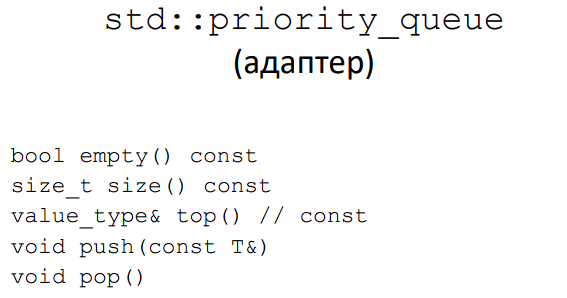 std::priority_queue
(адаптер)
bool empty() const
size_t size() const
value_type& top() // const
void push(const T&)
void pop()